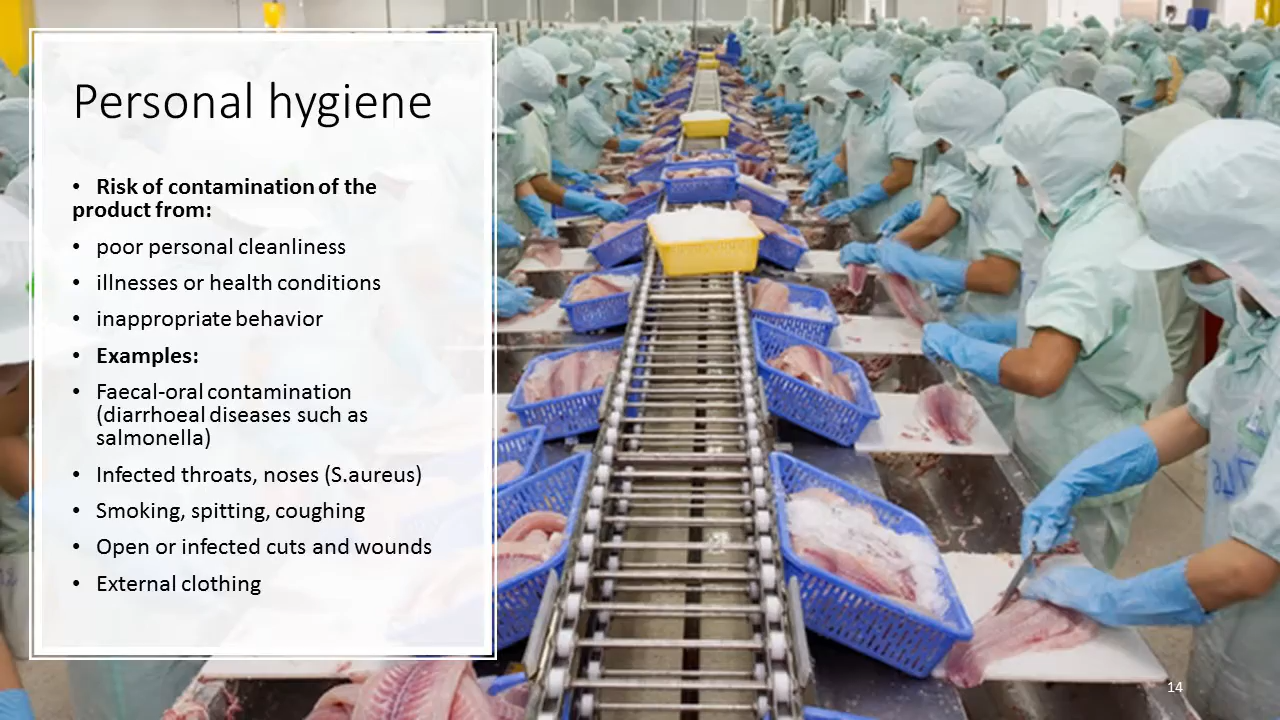 Personal hygiene
• Risk of contamination of the
product from:
• poor personal cleanliness
• illnesses or health conditions
• inappropriate behavior
• Examples:
• Faecal-oral contamination
(diarrhoeal diseases such as
salmonella)
• Infected throats, noses (S.aureus)
• Smoking, spitting, coughing
• Open or infected cuts and wounds
• External clothing
14